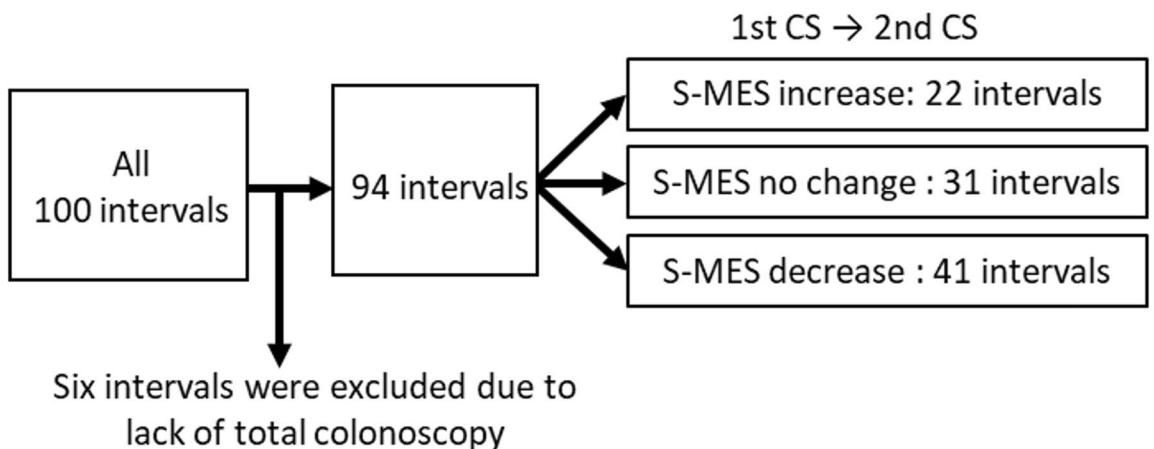 All
100 intervals
94 intervals
1st CS → 2nd CS
S-MES increase: 22 intervals
S-MES no change : 31 intervals
S-MES decrease : 41 intervals
Six intervals were excluded due to
lack of total colonoscopy